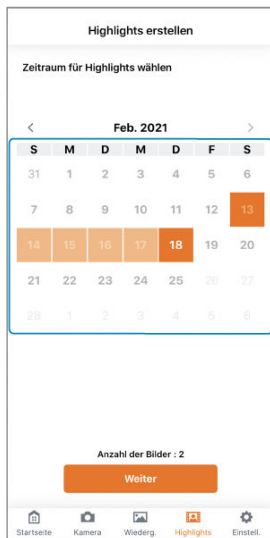 Highlights erstellen
Zeitraum für Highlights wählen
< Feb. 2021 >
S M D M D F S
31 1 2 3 4 5 6
7 8 9 10 11 12 13
14 15 16 17 18 19 20
21 22 23 24 25 26 27
28 1 2 3 4 5 6
Anzahl der Bilder : 2
Weiter
Startseite Kamera Wiederg. Highlights Einstell.